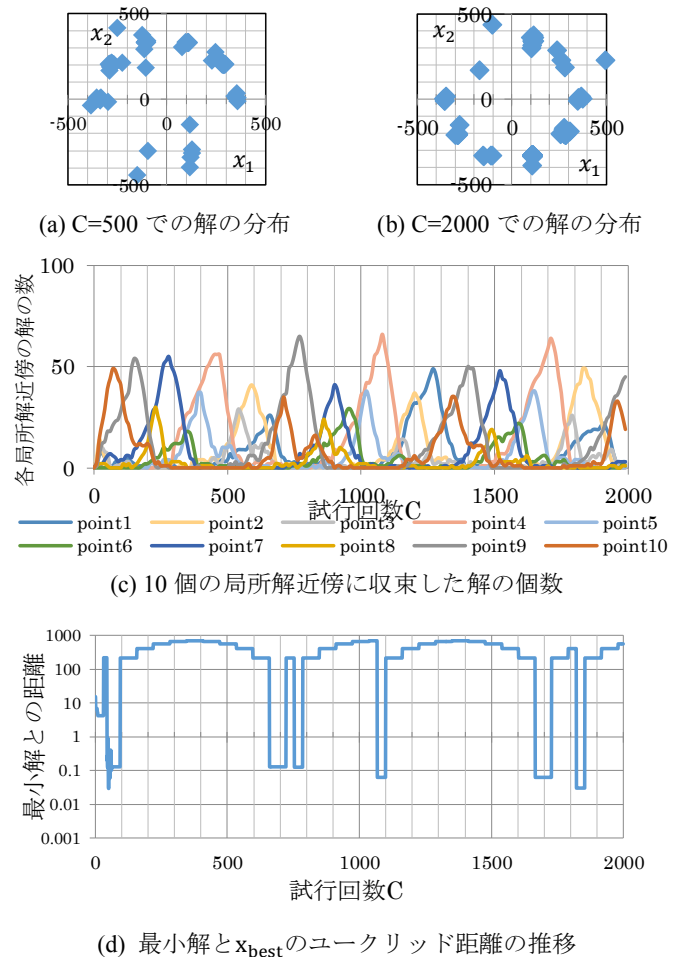 500 500
x₂ x₂
-500 0 500 -500 0 500
x₁ x₁
-500 -500
(a) C=500 での解の分布 (b) C=2000 での解の分布
各局所解近傍の解の数
100
50
0
0 500 1000 1500 2000
試行回数C
point1 point2 point3 point4 point5
point6 point7 point8 point9 point10
(c) 10 個の局所解近傍に収束した解の個数
最小解との距離
1000
100
10
1
0.1
0.01
0.001
0 500 1000 1500 2000
試行回数C
(d) 最小解とx_best のユークリッド距離の推移